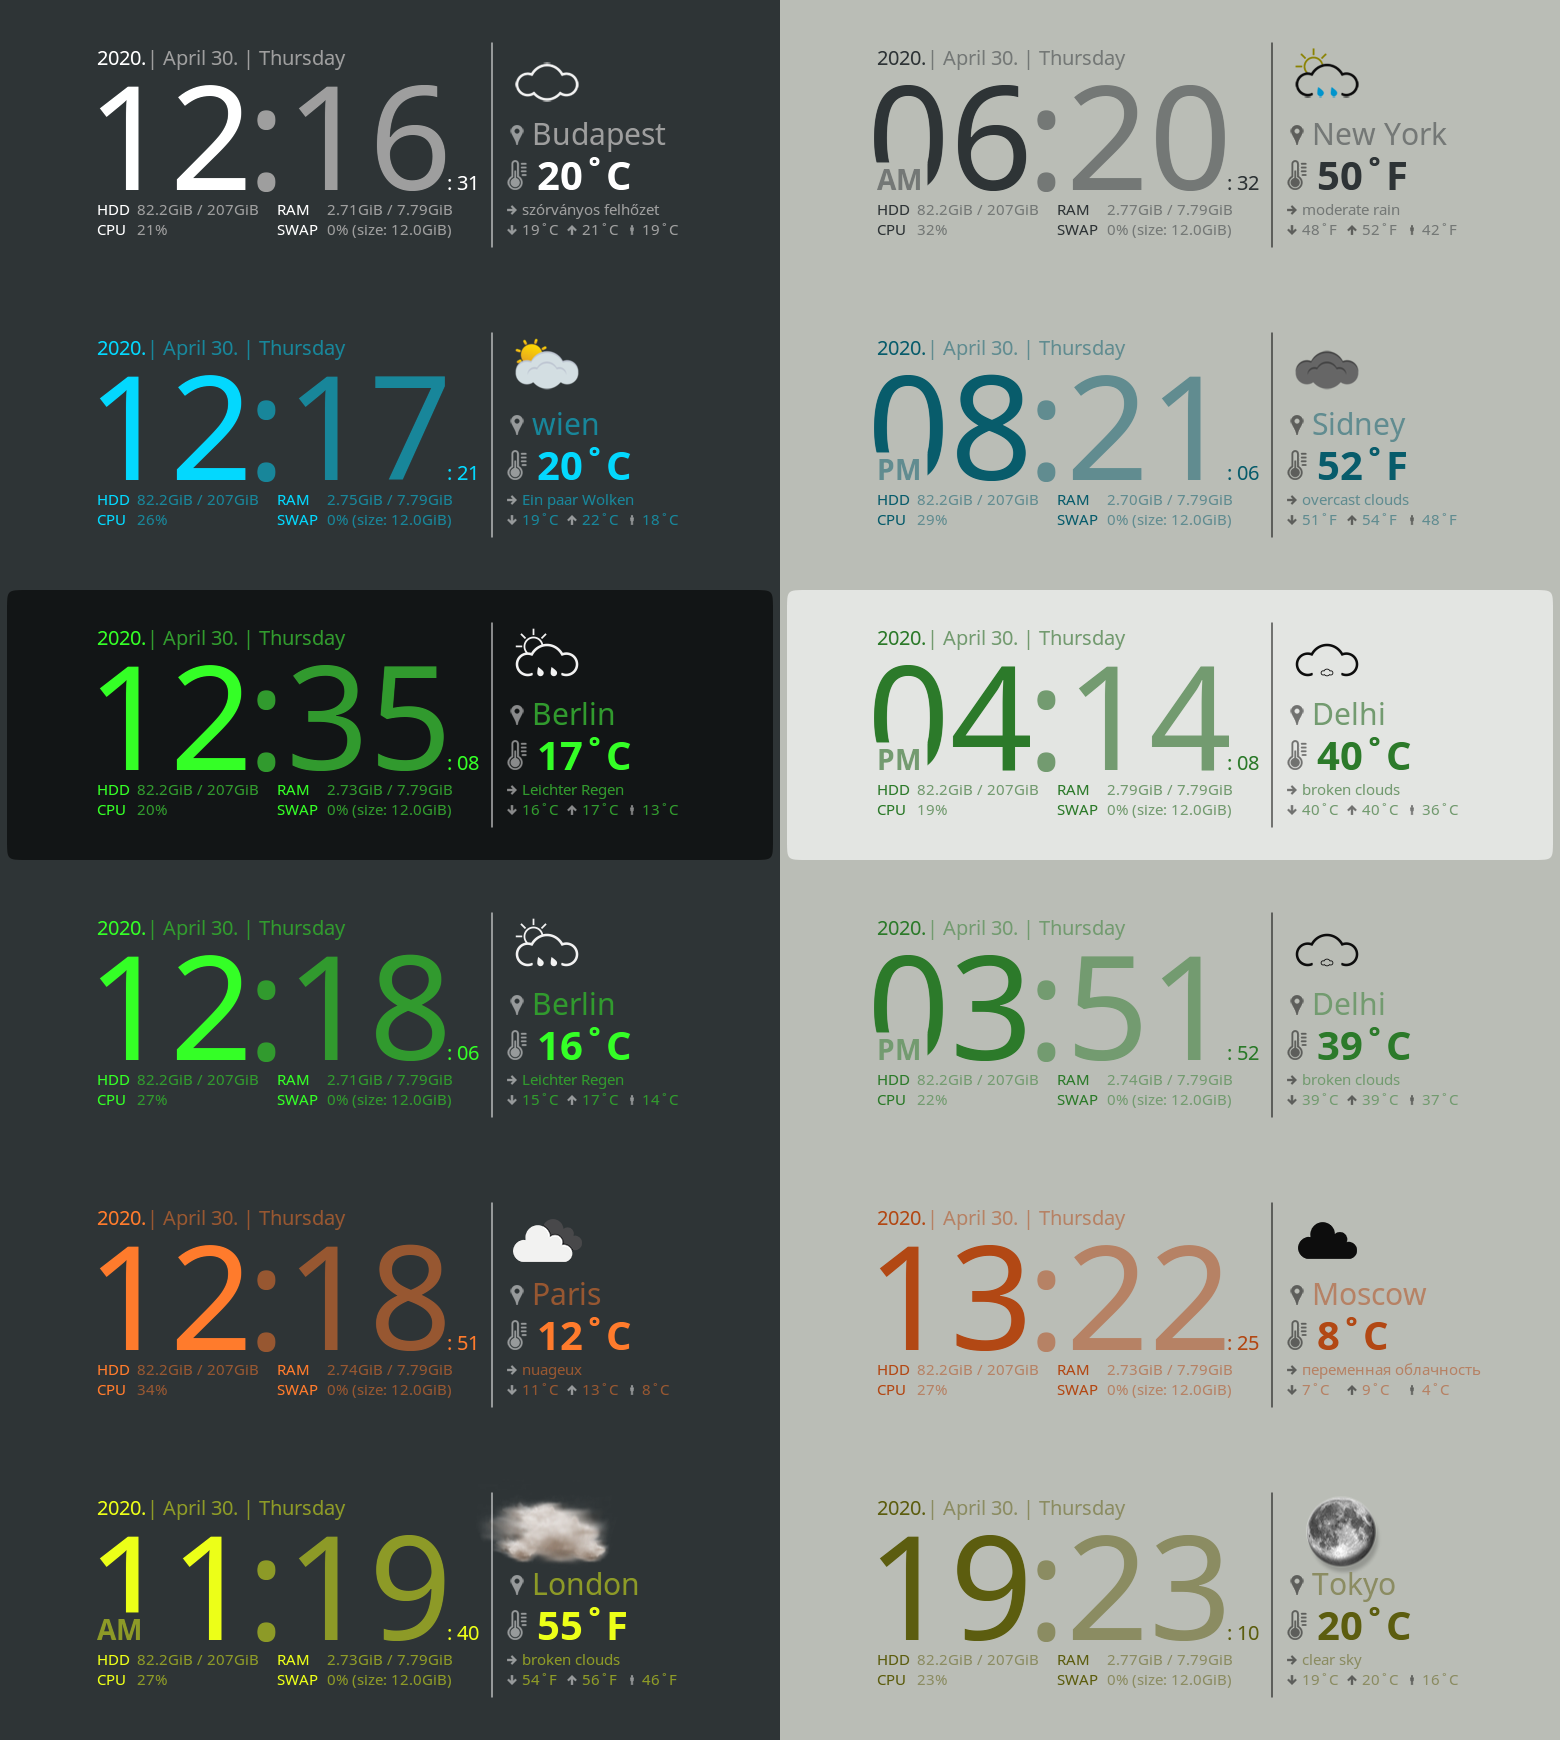 2020. | April 30. | Thursday
12:16 : 31
HDD 82.2GiB / 207GiB RAM 2.71GiB / 7.79GiB
CPU 21% SWAP 0% (size: 12.0GiB)
Budapest
20°C
szórványos felhőzet
19°C 21°C 19°C
2020. | April 30. | Thursday
06:20 : 32
AM
HDD 82.2GiB / 207GiB RAM 2.77GiB / 7.79GiB
CPU 32% SWAP 0% (size: 12.0GiB)
New York
50°F
moderate rain
48°F 52°F 42°F
2020. | April 30. | Thursday
12:17 : 21
HDD 82.2GiB / 207GiB RAM 2.75GiB / 7.79GiB
CPU 26% SWAP 0% (size: 12.0GiB)
wien
20°C
Ein paar Wolken
19°C 22°C 18°C
2020. | April 30. | Thursday
08:21 : 06
PM
HDD 82.2GiB / 207GiB RAM 2.70GiB / 7.79GiB
CPU 29% SWAP 0% (size: 12.0GiB)
Sidney
52°F
overcast clouds
51°F 54°F 48°F
2020. | April 30. | Thursday
12:35 : 08
HDD 82.2GiB / 207GiB RAM 2.73GiB / 7.79GiB
CPU 20% SWAP 0% (size: 12.0GiB)
Berlin
17°C
Leichter Regen
16°C 17°C 13°C
2020. | April 30. | Thursday
04:14 : 08
PM
HDD 82.2GiB / 207GiB RAM 2.79GiB / 7.79GiB
CPU 19% SWAP 0% (size: 12.0GiB)
Delhi
40°C
broken clouds
40°C 40°C 36°C
2020. | April 30. | Thursday
12:18 : 06
HDD 82.2GiB / 207GiB RAM 2.71GiB / 7.79GiB
CPU 27% SWAP 0% (size: 12.0GiB)
Berlin
16°C
Leichter Regen
15°C 17°C 14°C
2020. | April 30. | Thursday
03:51 : 52
PM
HDD 82.2GiB / 207GiB RAM 2.74GiB / 7.79GiB
CPU 22% SWAP 0% (size: 12.0GiB)
Delhi
39°C
broken clouds
39°C 39°C 37°C
2020. | April 30. | Thursday
12:18 : 51
HDD 82.2GiB / 207GiB RAM 2.74GiB / 7.79GiB
CPU 34% SWAP 0% (size: 12.0GiB)
Paris
12°C
nuageux
11°C 13°C 8°C
2020. | April 30. | Thursday
13:22 : 25
HDD 82.2GiB / 207GiB RAM 2.73GiB / 7.79GiB
CPU 27% SWAP 0% (size: 12.0GiB)
Moscow
8°C
переменная облачность
7°C 9°C 4°C
2020. | April 30. | Thursday
11:19 : 40
AM
HDD 82.2GiB / 207GiB RAM 2.73GiB / 7.79GiB
CPU 27% SWAP 0% (size: 12.0GiB)
London
55°F
broken clouds
54°F 56°F 46°F
2020. | April 30. | Thursday
19:23 : 10
HDD 82.2GiB / 207GiB RAM 2.77GiB / 7.79GiB
CPU 23% SWAP 0% (size: 12.0GiB)
Tokyo
20°C
clear sky
19°C 20°C 16°C